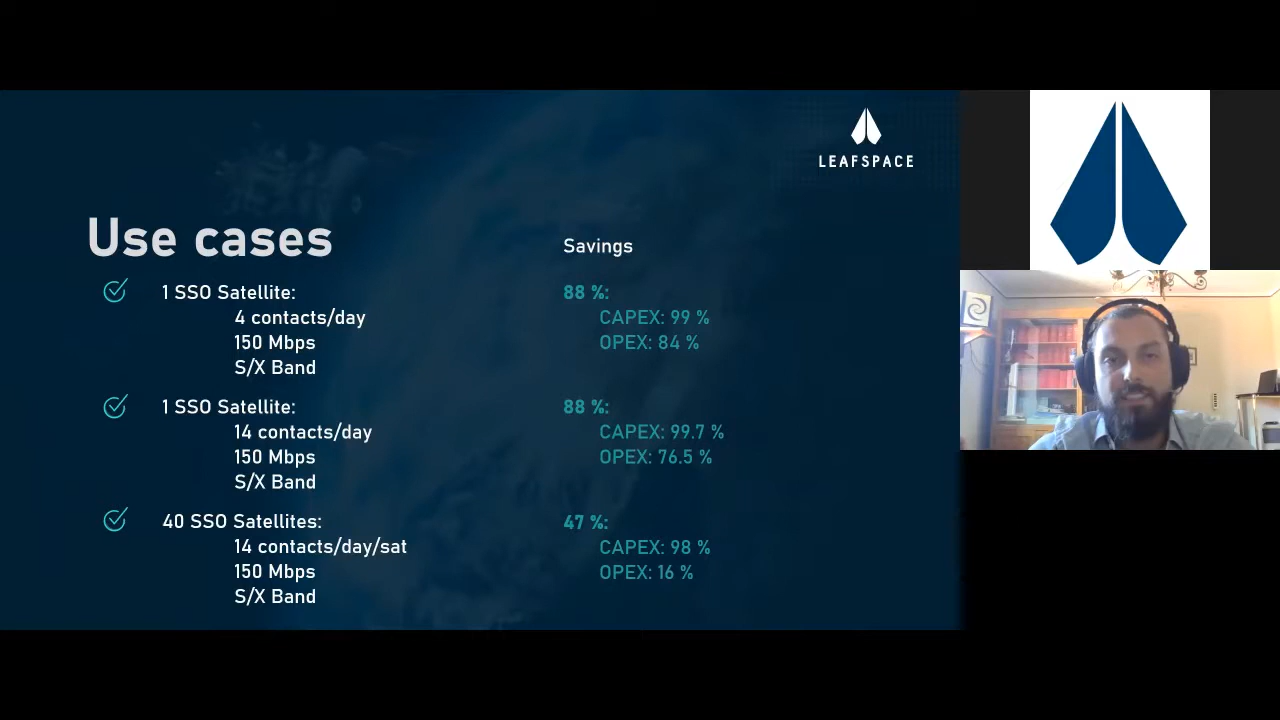 LEAFSPACE
Use cases
Savings
1 SSO Satellite:
4 contacts/day
150 Mbps
S/X Band
88 %:
CAPEX: 99 %
OPEX: 84 %
1 SSO Satellite:
14 contacts/day
150 Mbps
S/X Band
88 %:
CAPEX: 99.7 %
OPEX: 76.5 %
40 SSO Satellites:
14 contacts/day/sat
150 Mbps
S/X Band
47 %:
CAPEX: 98 %
OPEX: 16 %